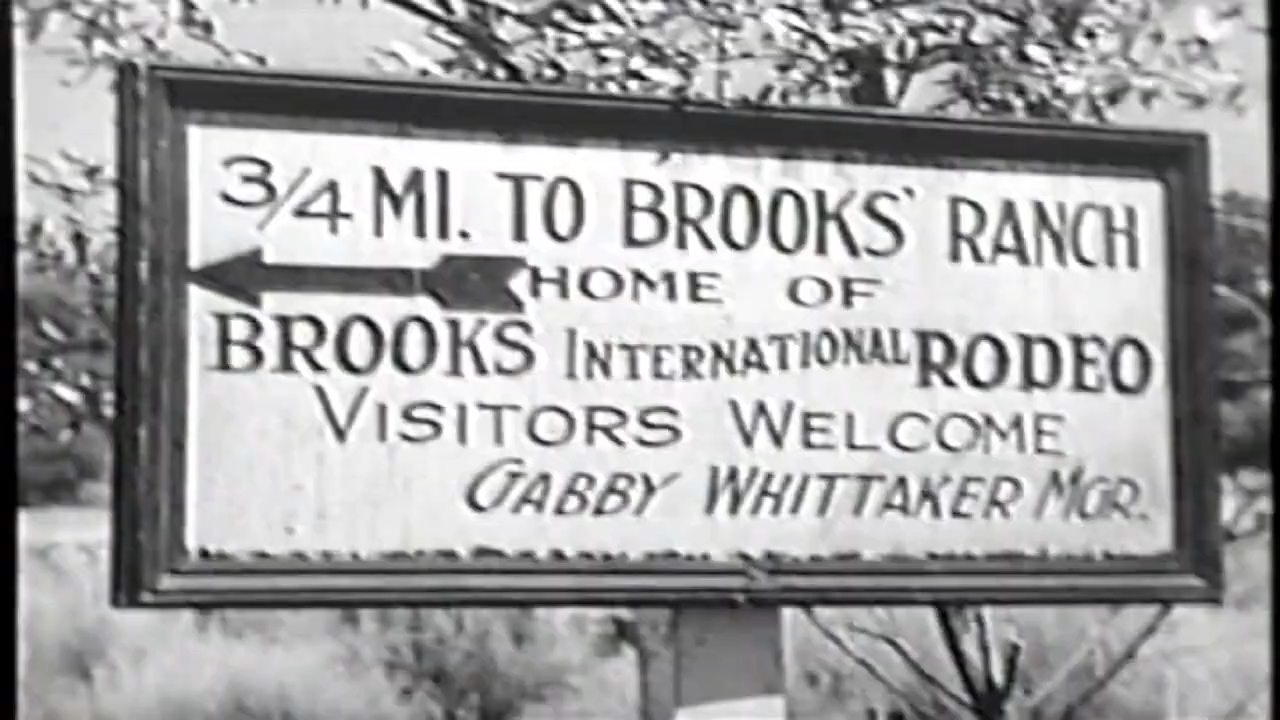 3/4 MI. TO BROOKS' RANCH
HOME OF
BROOKS INTERNATIONAL RODEO
VISITORS WELCOME
GABBY WHITTAKER MGR.